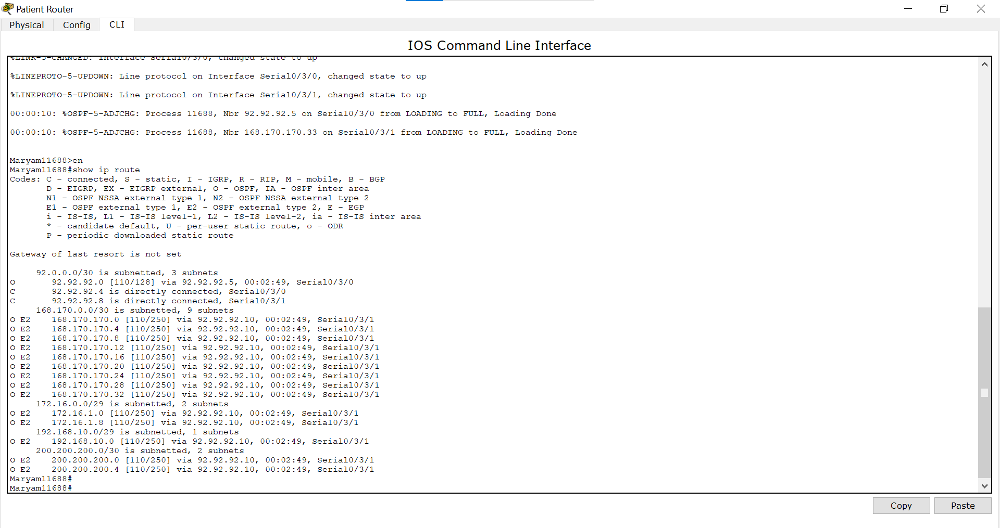 Patient Router
Physical Config CLI
IOS Command Line Interface
%LINK-5-CHANGED: Interface Serial0/3/0, changed state to up
%LINEPROTO-5-UPDOWN: Line protocol on Interface Serial0/3/0, changed state to up
%LINEPROTO-5-UPDOWN: Line protocol on Interface Serial0/3/1, changed state to up
00:00:10: %OSPF-5-ADJCHG: Process 11688, Nbr 92.92.92.5 on Serial0/3/0 from LOADING to FULL, Loading Done
00:00:10: %OSPF-5-ADJCHG: Process 11688, Nbr 168.170.170.33 on Serial0/3/1 from LOADING to FULL, Loading Done
Maryam11688>en
Maryam11688#show ip route
Codes: C - connected, S - static, I - IGRP, R - RIP, M - mobile, B - BGP
D - EIGRP, EX - EIGRP external, O - OSPF, IA - OSPF inter area
N1 - OSPF NSSA external type 1, N2 - OSPF NSSA external type 2
E1 - OSPF external type 1, E2 - OSPF external type 2, E - EGP
i - IS-IS, L1 - IS-IS level-1, L2 - IS-IS level-2, ia - IS-IS inter area
* - candidate default, U - per-user static route, o - ODR
P - periodic downloaded static route
Gateway of last resort is not set
92.0.0.0/30 is subnetted, 3 subnets
O 92.92.92.0 [110/128] via 92.92.92.5, 00:02:49, Serial0/3/0
C 92.92.92.4 is directly connected, Serial0/3/0
C 92.92.92.8 is directly connected, Serial0/3/1
168.170.0.0/30 is subnetted, 9 subnets
O E2 168.170.170.0 [110/250] via 92.92.92.10, 00:02:49, Serial0/3/1
O E2 168.170.170.4 [110/250] via 92.92.92.10, 00:02:49, Serial0/3/1
O E2 168.170.170.8 [110/250] via 92.92.92.10, 00:02:49, Serial0/3/1
O E2 168.170.170.12 [110/250] via 92.92.92.10, 00:02:49, Serial0/3/1
O E2 168.170.170.16 [110/250] via 92.92.92.10, 00:02:49, Serial0/3/1
O E2 168.170.170.20 [110/250] via 92.92.92.10, 00:02:49, Serial0/3/1
O E2 168.170.170.24 [110/250] via 92.92.92.10, 00:02:49, Serial0/3/1
O E2 168.170.170.28 [110/250] via 92.92.92.10, 00:02:49, Serial0/3/1
O E2 168.170.170.32 [110/250] via 92.92.92.10, 00:02:49, Serial0/3/1
172.16.0.0/29 is subnetted, 2 subnets
O E2 172.16.1.0 [110/250] via 92.92.92.10, 00:02:49, Serial0/3/1
O E2 172.16.1.8 [110/250] via 92.92.92.10, 00:02:49, Serial0/3/1
192.168.10.0/29 is subnetted, 1 subnets
O E2 192.168.10.0 [110/250] via 92.92.92.10, 00:02:49, Serial0/3/1
200.200.200.0/30 is subnetted, 2 subnets
O E2 200.200.200.0 [110/250] via 92.92.92.10, 00:02:49, Serial0/3/1
O E2 200.200.200.4 [110/250] via 92.92.92.10, 00:02:49, Serial0/3/1
Maryam11688#
Maryam11688#
Copy Paste